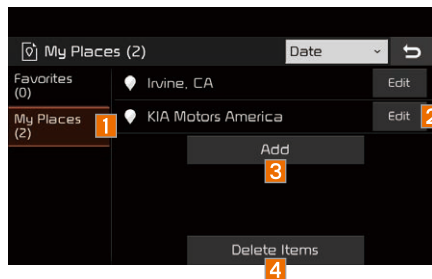 My Places (2)
Date
Favorites
(0)
Irvine, CA
Edit
My Places
(2)
1
KIA Motors America
Edit
2
Add
3
Delete Items
4